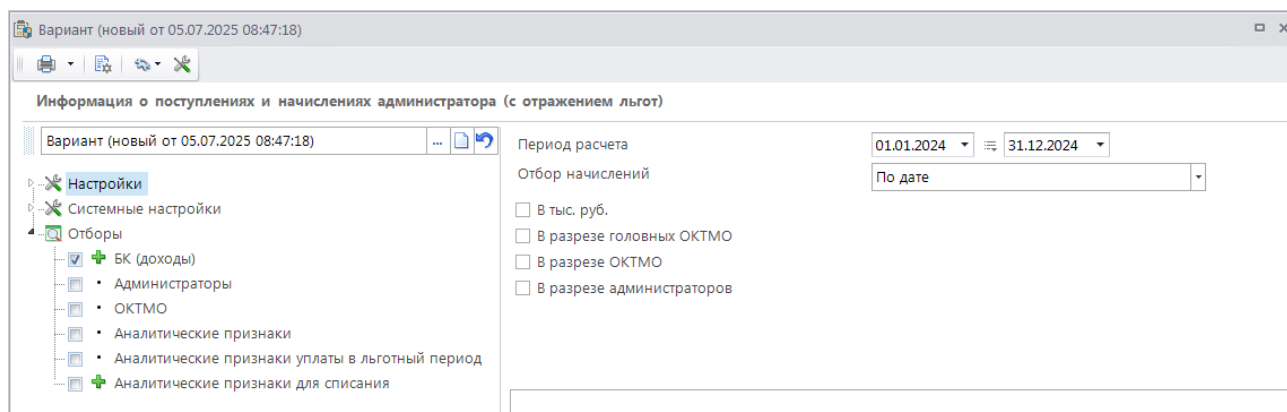 Вариант (новый от 05.07.2025 08:47:18)
Информация о поступлениях и начислениях администратора (с отражением льгот)
Вариант (новый от 05.07.2025 08:47:18) ...
Настройки
Системные настройки
Отборы
БК (доходы)
Администраторы
ОКТМО
Аналитические признаки
Аналитические признаки уплаты в льготный период
Аналитические признаки для списания
Период расчета 01.01.2024 31.12.2024
Отбор начислений По дате
В тыс. руб.
В разрезе головных ОКТМО
В разрезе ОКТМО
В разрезе администраторов